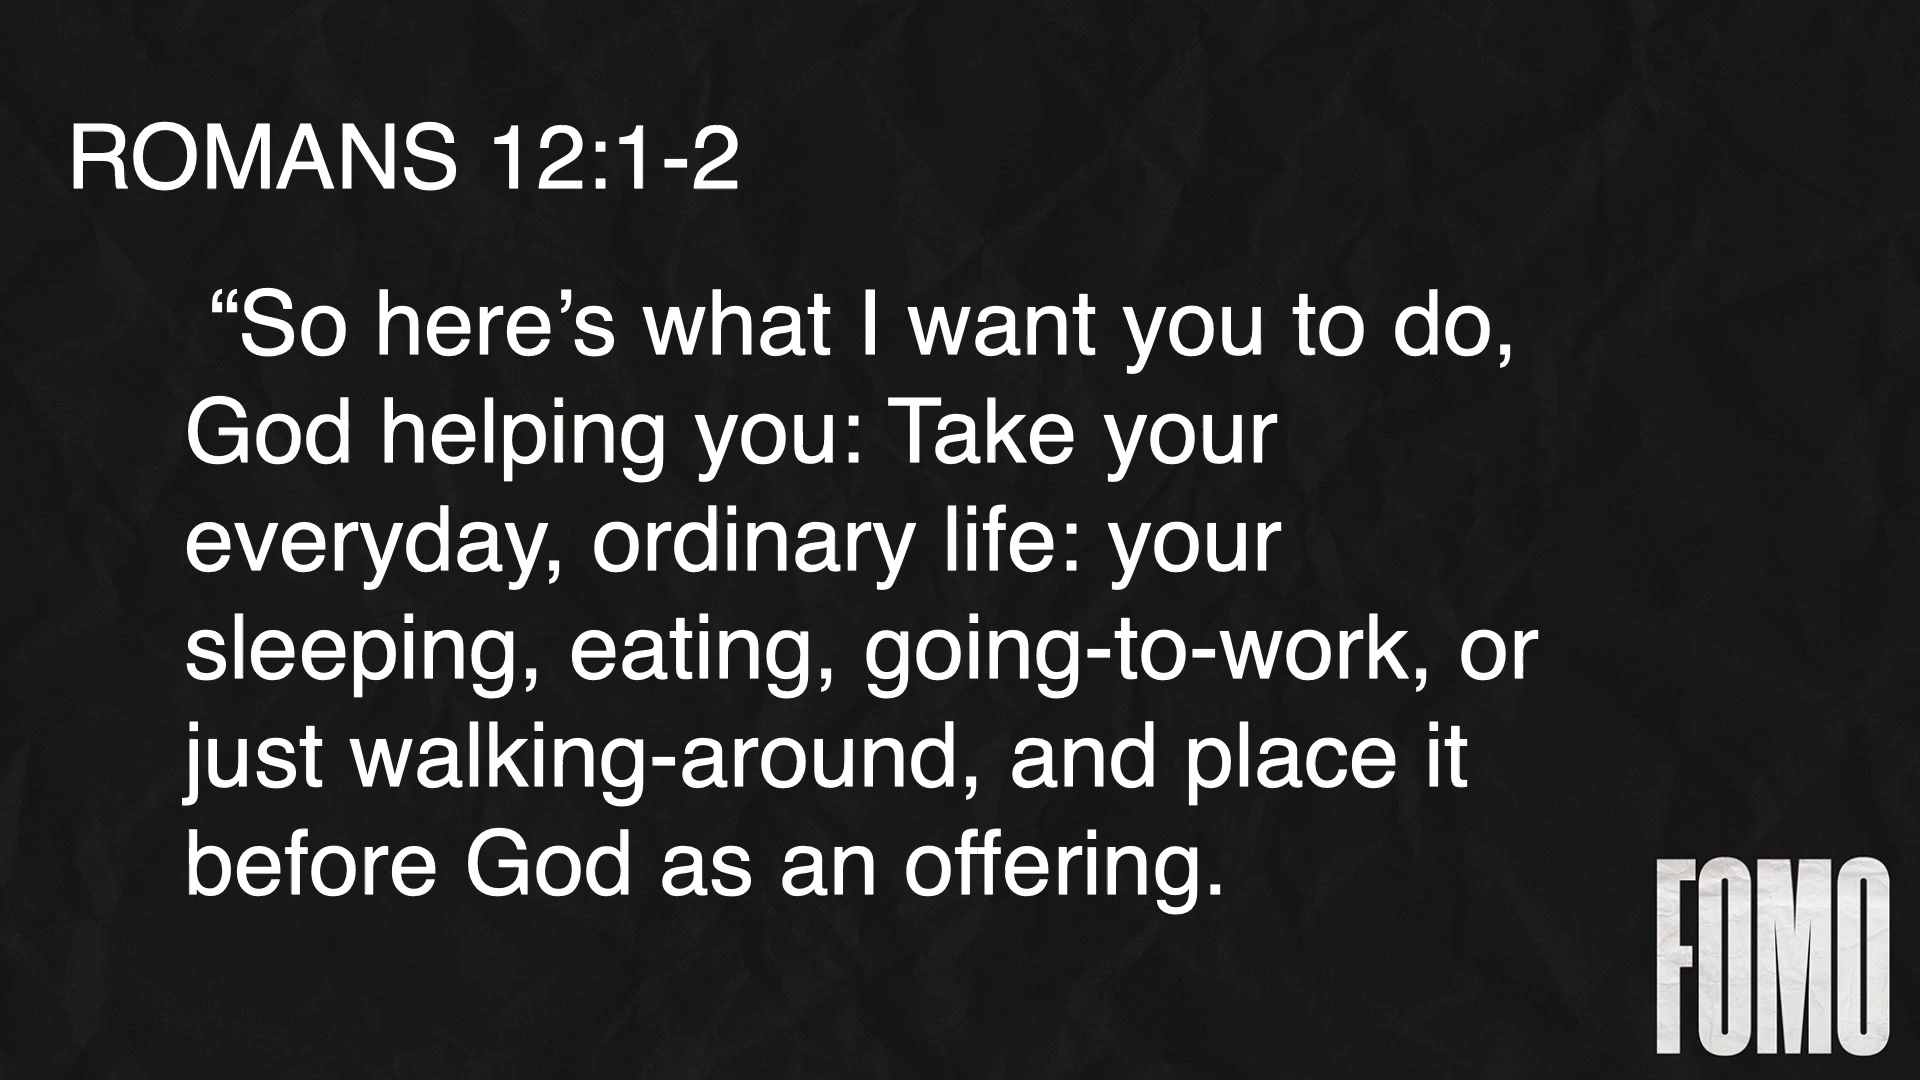 ROMANS 12:1-2
“So here’s what I want you to do,
God helping you: Take your
everyday, ordinary life: your
sleeping, eating, going-to-work, or
just walking-around, and place it
before God as an offering.
FOMO